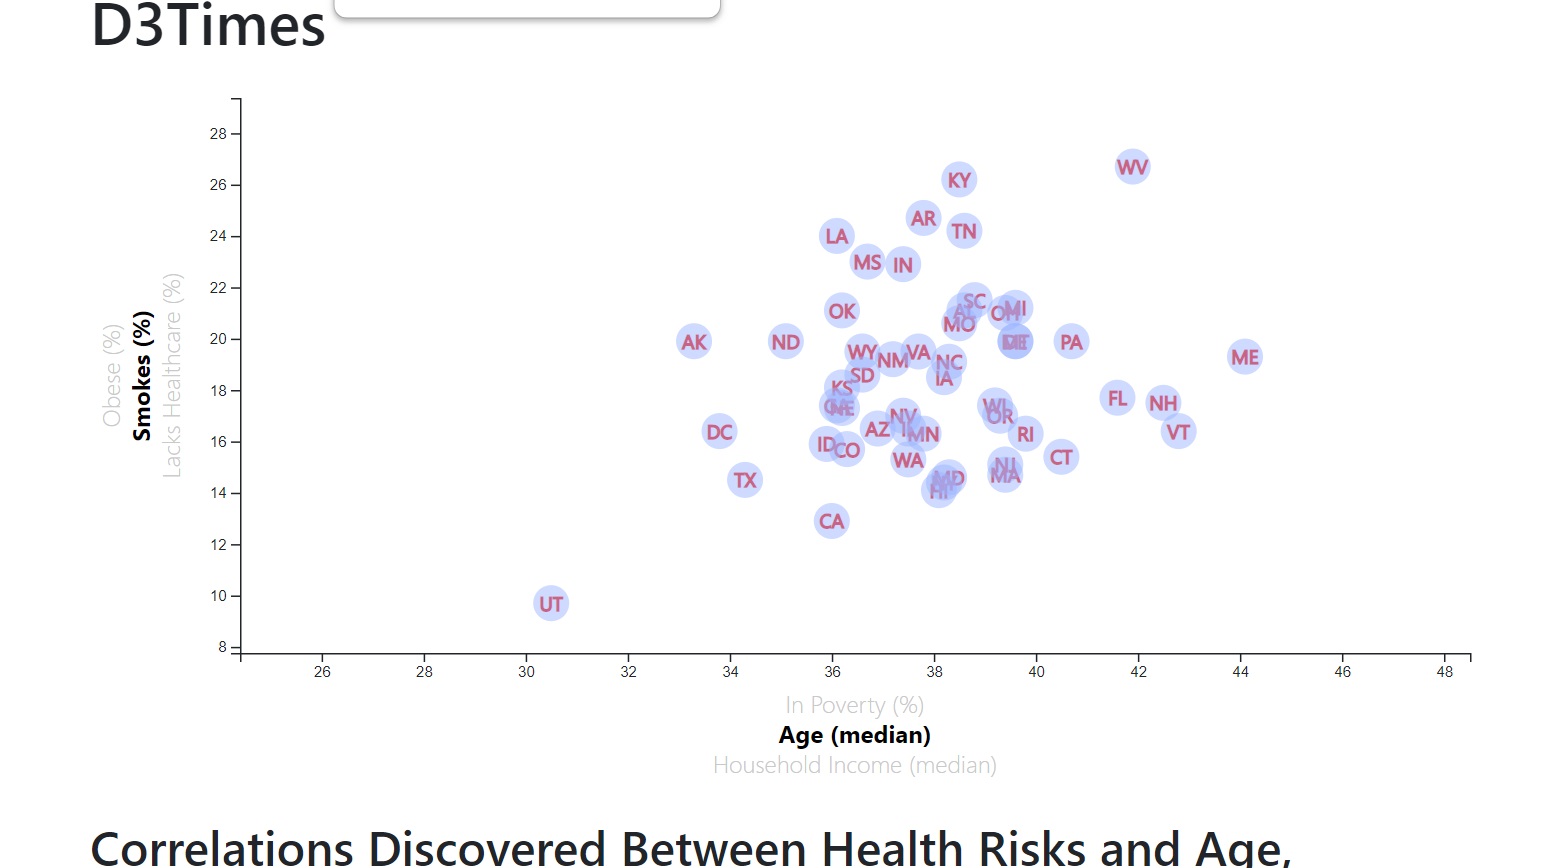 D3Times
28
26
24
22
20
18
16
14
12
10
8
Obese (%)
Smokes (%)
Lacks Healthcare (%)
WV
KY
AR
TN
LA
MS
IN
SC
OK
MI
MO
AK
ND
PA
WY
VA
NM
NC
ME
SD
IA
KS
FL
NH
WI
NV
OR
DC
AZ
MN
RI
VT
ID
CO
WA
CT
NJ
MA
TX
MD
HI
CA
UT
26
28
30
32
34
36
38
40
42
44
46
48
In Poverty (%)
Age (median)
Household Income (median)
Correlations Discovered Between Health Risks and Age,